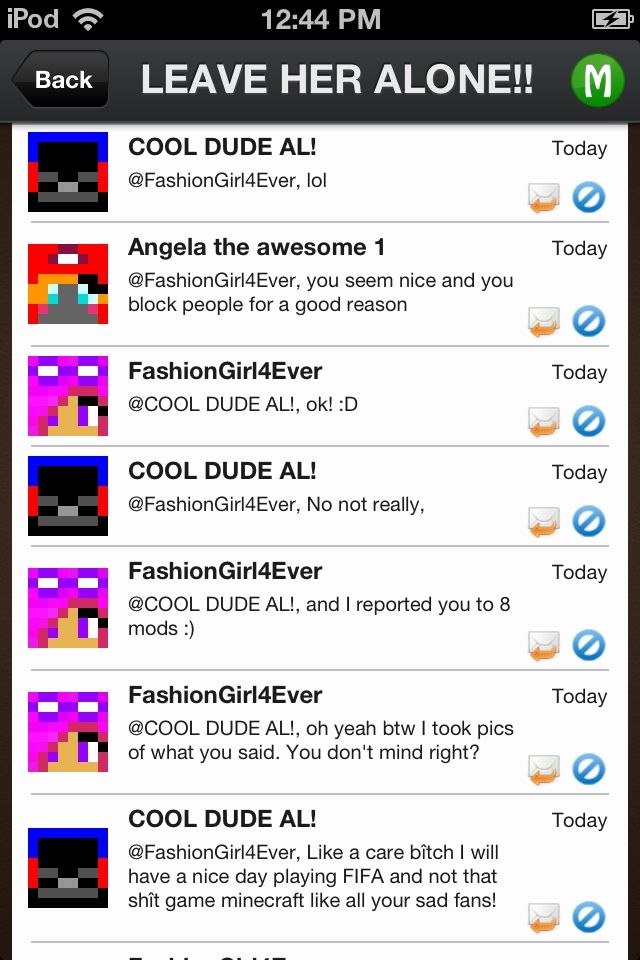 iPod 12:44 PM
Back LEAVE HER ALONE!! M
COOL DUDE AL! Today
@FashionGirl4Ever, lol
Angela the awesome 1 Today
@FashionGirl4Ever, you seem nice and you
block people for a good reason
FashionGirl4Ever Today
@COOL DUDE AL!, ok! :D
COOL DUDE AL! Today
@FashionGirl4Ever, No not really,
FashionGirl4Ever Today
@COOL DUDE AL!, and I reported you to 8
mods :)
FashionGirl4Ever Today
@COOL DUDE AL!, oh yeah btw I took pics
of what you said. You don't mind right?
COOL DUDE AL! Today
@FashionGirl4Ever, Like a care bîtch I will
have a nice day playing FIFA and not that
shît game minecraft like all your sad fans!